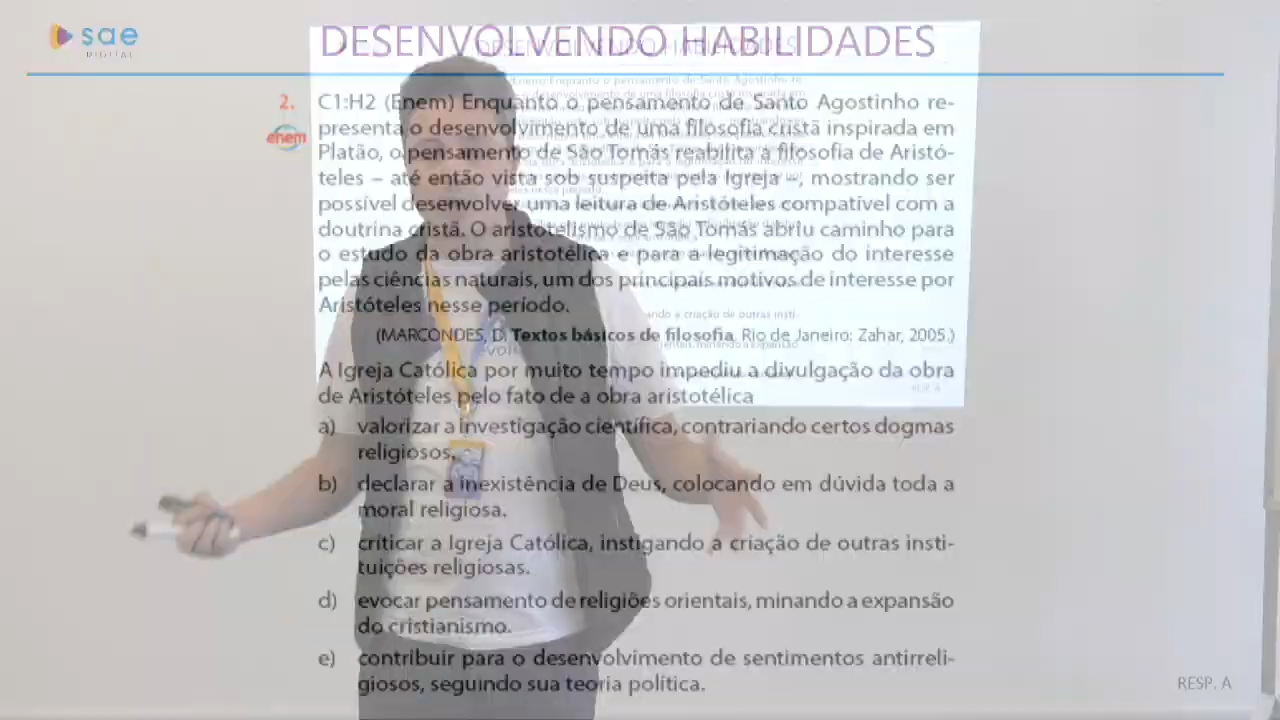 sae
DIGITAL
DESENVOLVENDO HABILIDADES
2. C1:H2 (Enem) Enquanto o pensamento de Santo Agostinho re-
enem
presenta o desenvolvimento de uma filosofia cristã inspirada em
Platão, o pensamento de São Tomás reabilita a filosofia de Aristó-
teles – até então vista sob suspeita pela Igreja –, mostrando ser
possível desenvolver uma leitura de Aristóteles compatível com a
doutrina cristã. O aristotelismo de São Tomás abriu caminho para
o estudo da obra aristotélica e para a legitimação do interesse
pelas ciências naturais, um dos principais motivos de interesse por
Aristóteles nesse período.
(MARCONDES, D. Textos básicos de filosofia. Rio de Janeiro: Zahar, 2005.)
A Igreja Católica por muito tempo impediu a divulgação da obra
de Aristóteles pelo fato de a obra aristotélica
a) valorizar a investigação científica, contrariando certos dogmas
religiosos.
b) declarar a inexistência de Deus, colocando em dúvida toda a
moral religiosa.
c) criticar a Igreja Católica, instigando a criação de outras insti-
tuições religiosas.
d) evocar pensamento de religiões orientais, minando a expansão
do cristianismo.
e) contribuir para o desenvolvimento de sentimentos antirreli-
giosos, seguindo sua teoria política.
RESP. A